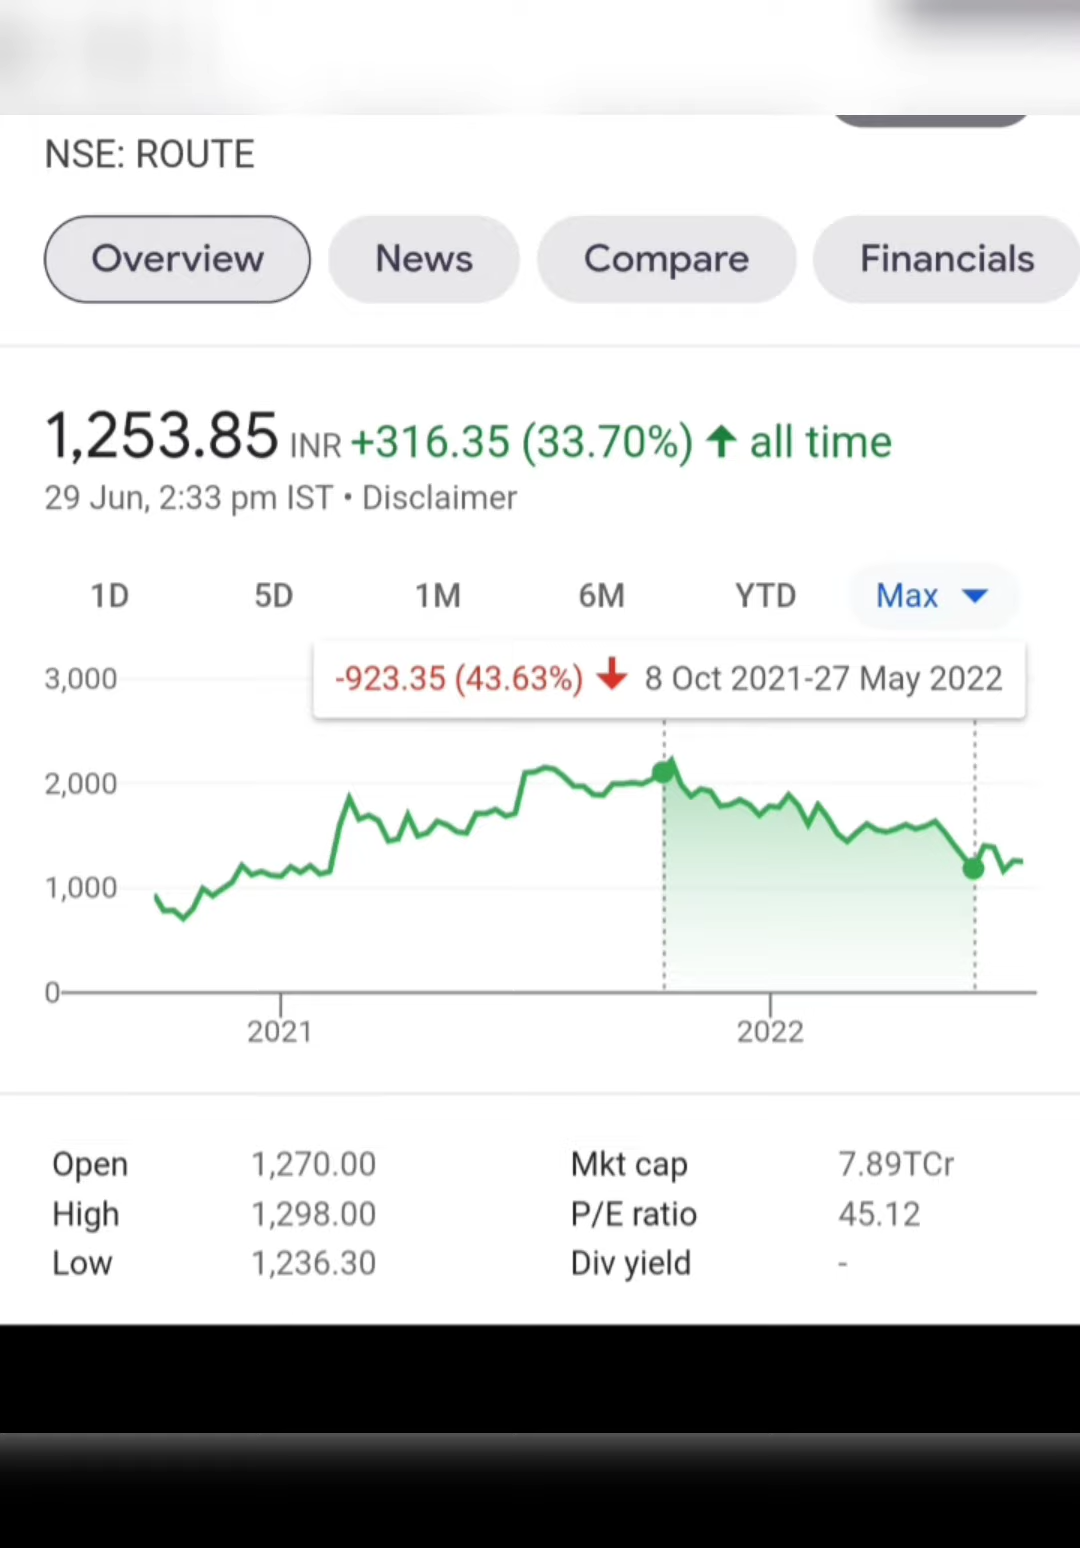 NSE: ROUTE
Overview News Compare Financials
1,253.85 INR +316.35 (33.70%) ↑ all time
29 Jun, 2:33 pm IST • Disclaimer
1D 5D 1M 6M YTD Max
-923.35 (43.63%) ↓ 8 Oct 2021-27 May 2022
3,000
2,000
1,000
0
2021 2022
Open 1,270.00 Mkt cap 7.89TCr
High 1,298.00 P/E ratio 45.12
Low 1,236.30 Div yield -